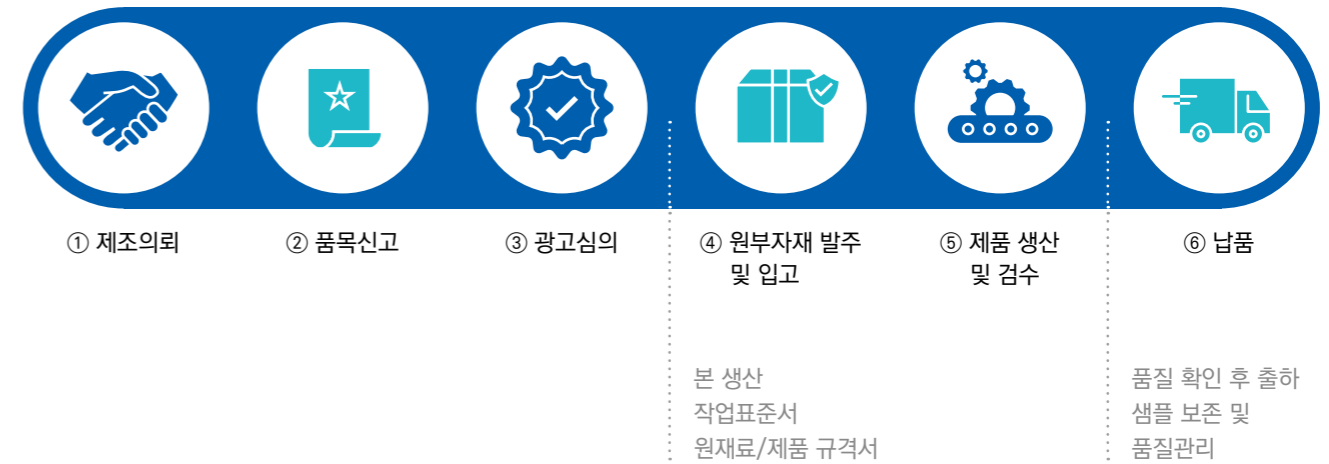 ① 제조의뢰
② 품목신고
③ 광고심의
④ 원부자재 발주
및 입고
⑤ 제품 생산
및 검수
⑥ 납품
본 생산
작업표준서
원재료/제품 규격서
품질 확인 후 출하
샘플 보존 및
품질관리